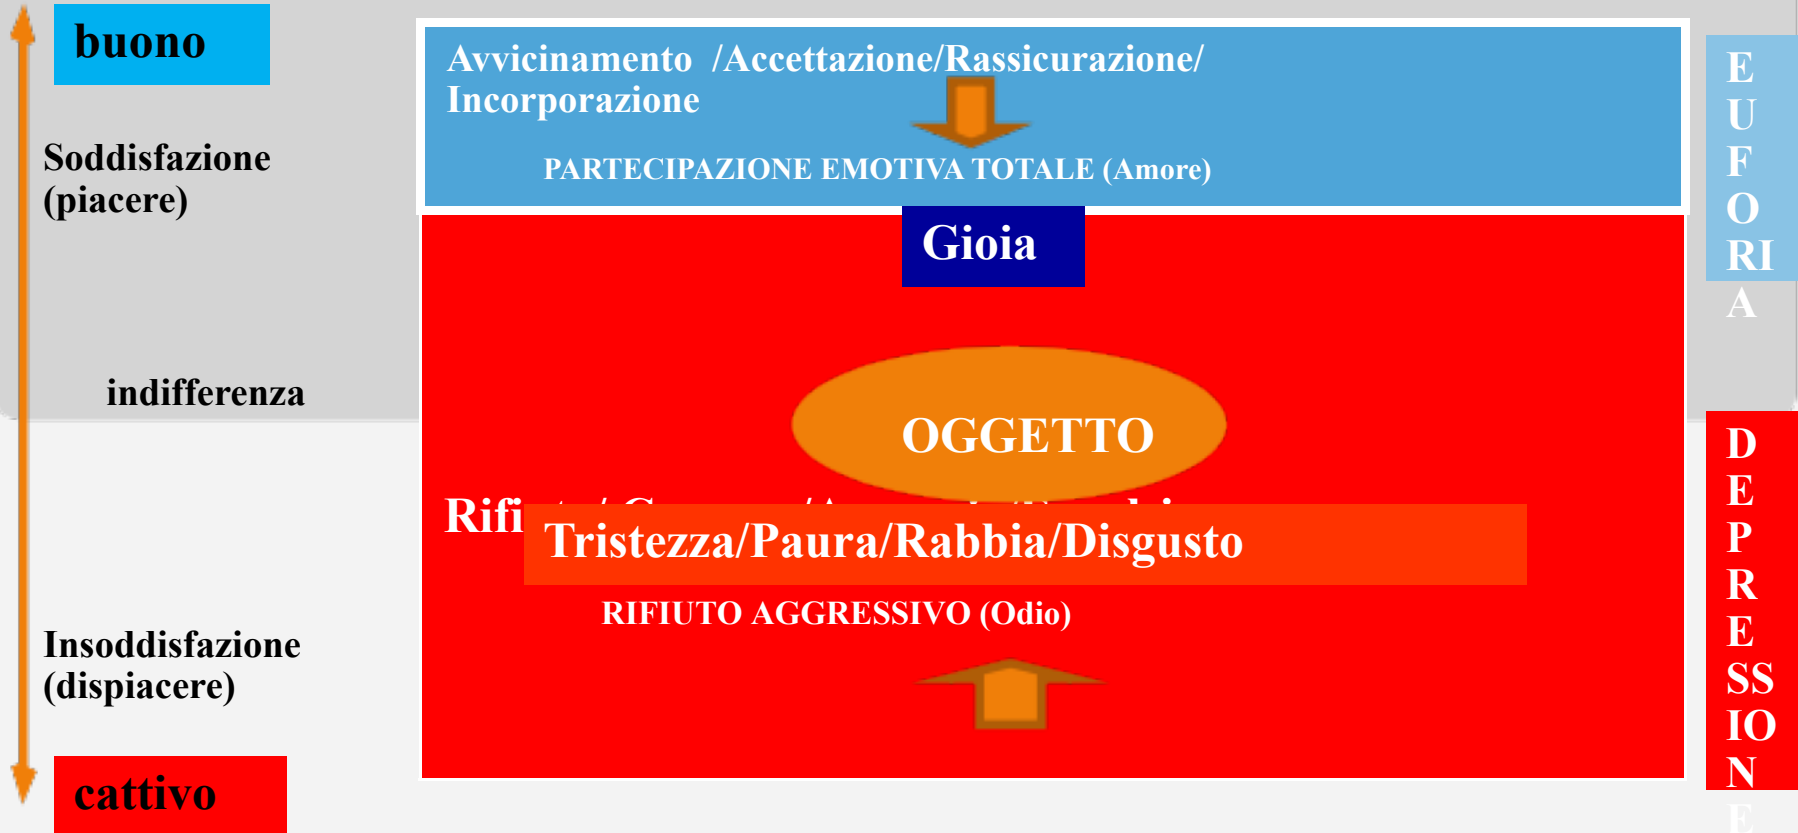 buono
Avvicinamento /Accettazione/Rassicurazione/
Incorporazione
PARTECIPAZIONE EMOTIVA TOTALE (Amore)
Soddisfazione
(piacere)
Gioia
indifferenza
OGGETTO
Tristezza/Paura/Rabbia/Disgusto
RIFIUTO AGGRESSIVO (Odio)
Insoddisfazione
(dispiacere)
cattivo
E
U
F
O
RI
A
D
E
P
R
E
SS
IO
N
E